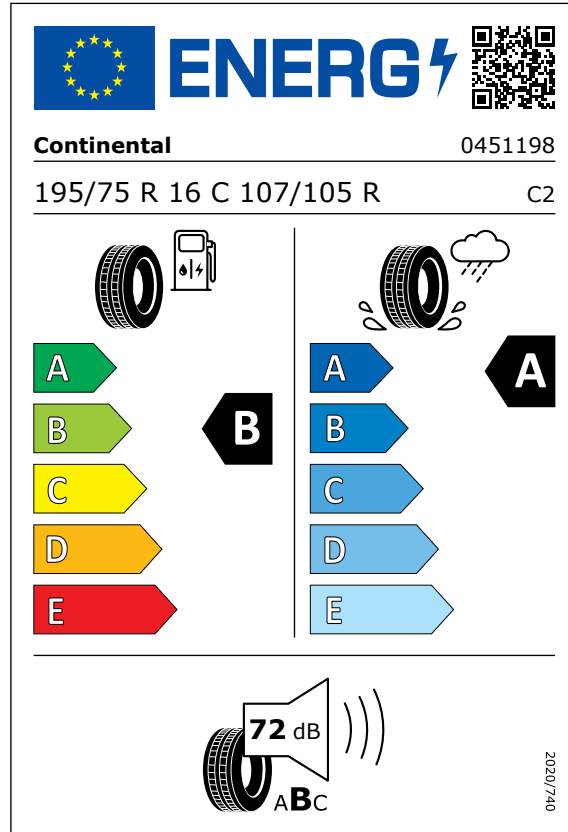 ENERG
Continental 0451198
195/75 R 16 C 107/105 R C2
A A A
B B B
C C
D D
E E
72 dB
ABC
2020/740